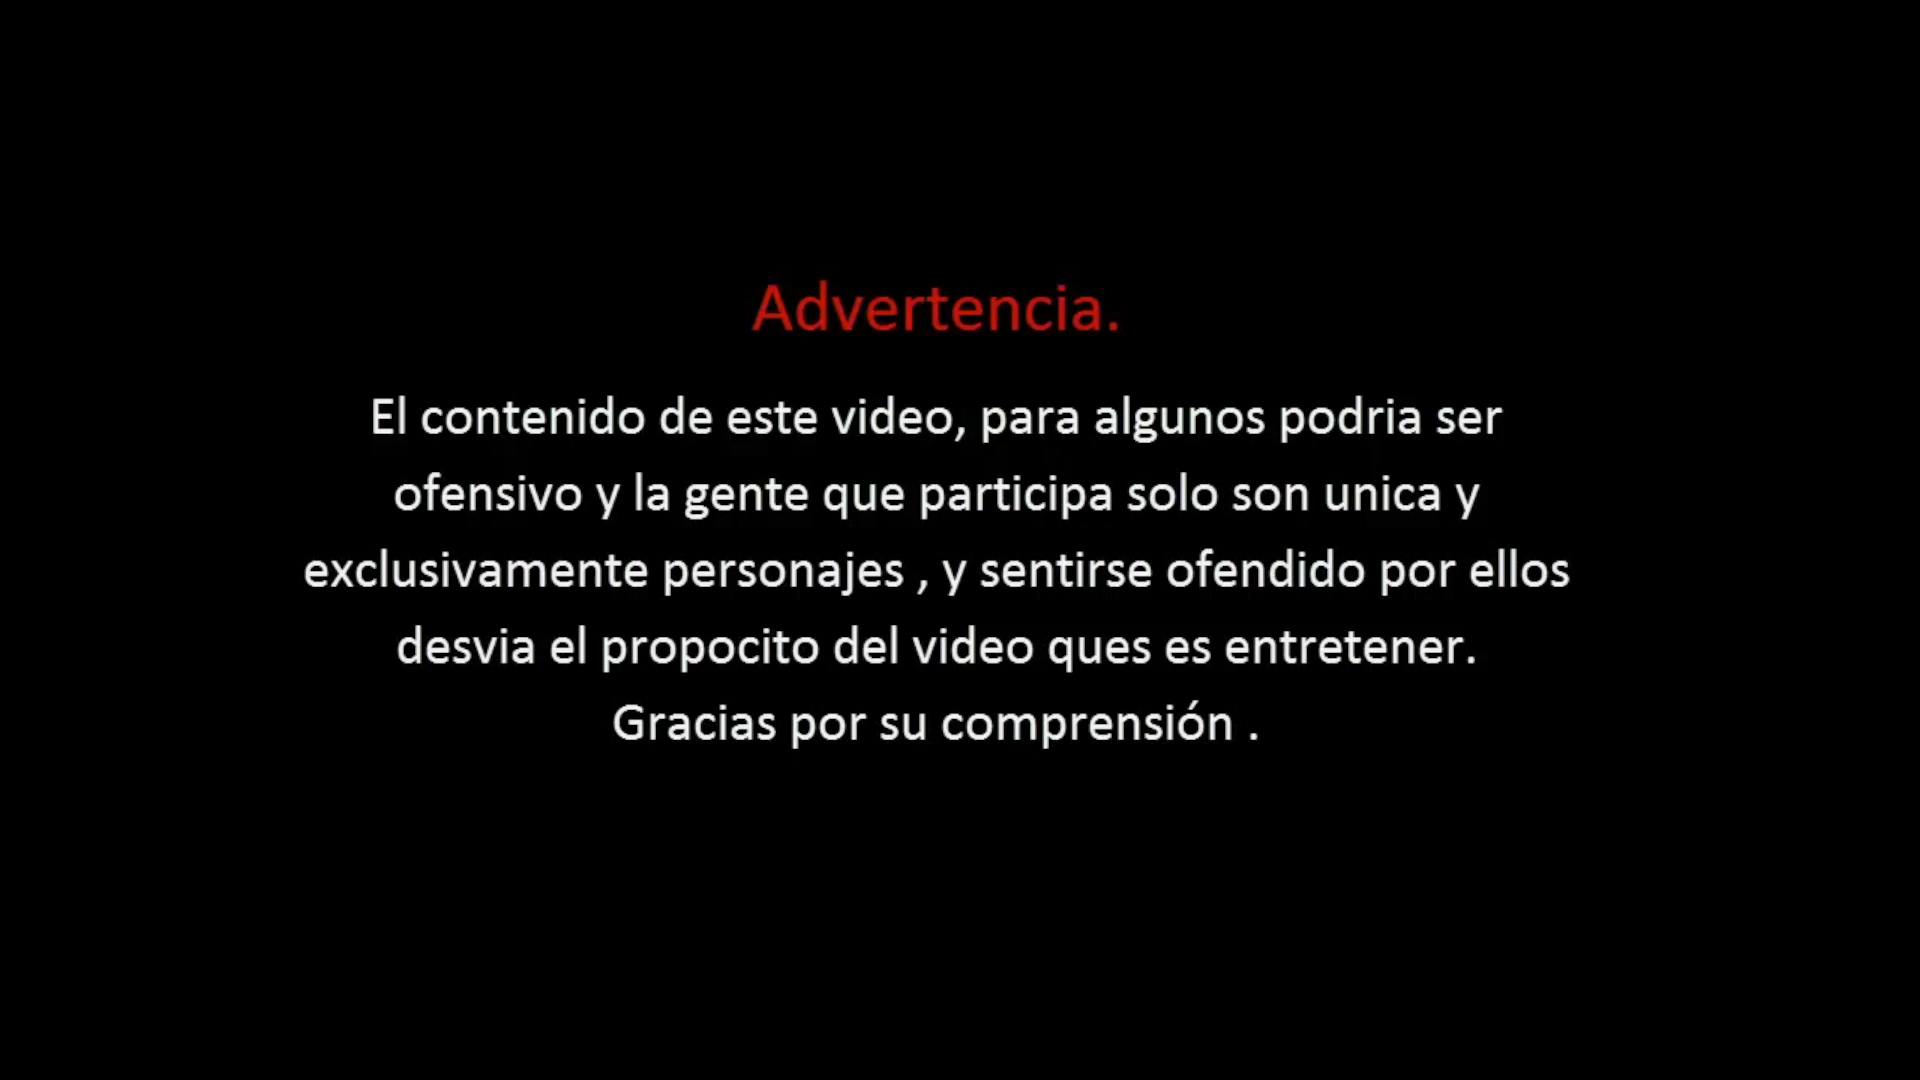 Advertencia.
El contenido de este video, para algunos podria ser
ofensivo y la gente que participa solo son unica y
exclusivamente personajes , y sentirse ofendido por ellos
desvia el propocito del video ques es entretener.
Gracias por su comprensión .